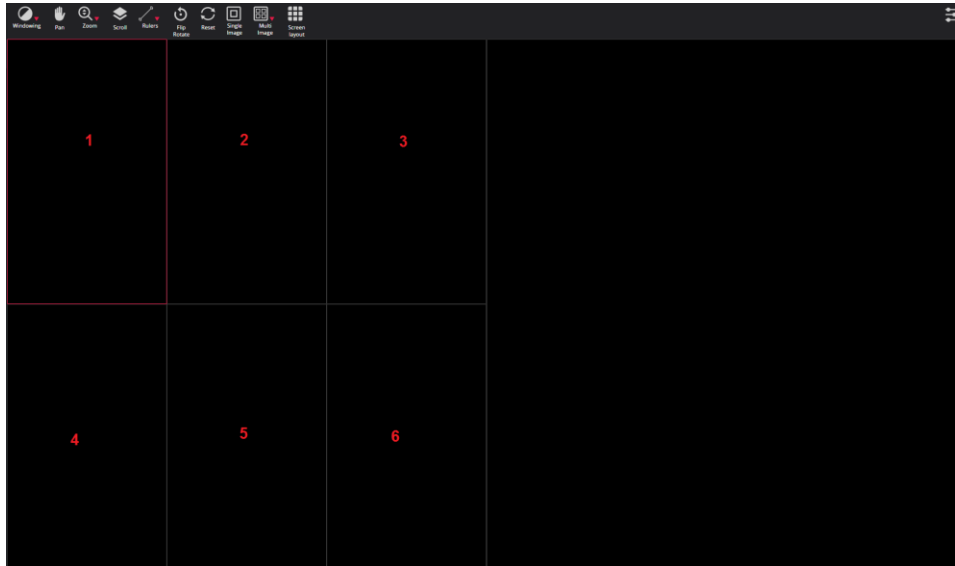 Windowing Pan Zoom Scroll Rulers Flip Rotate Reset Single Image Multi Image Screen layout
1 2 3
4 5 6